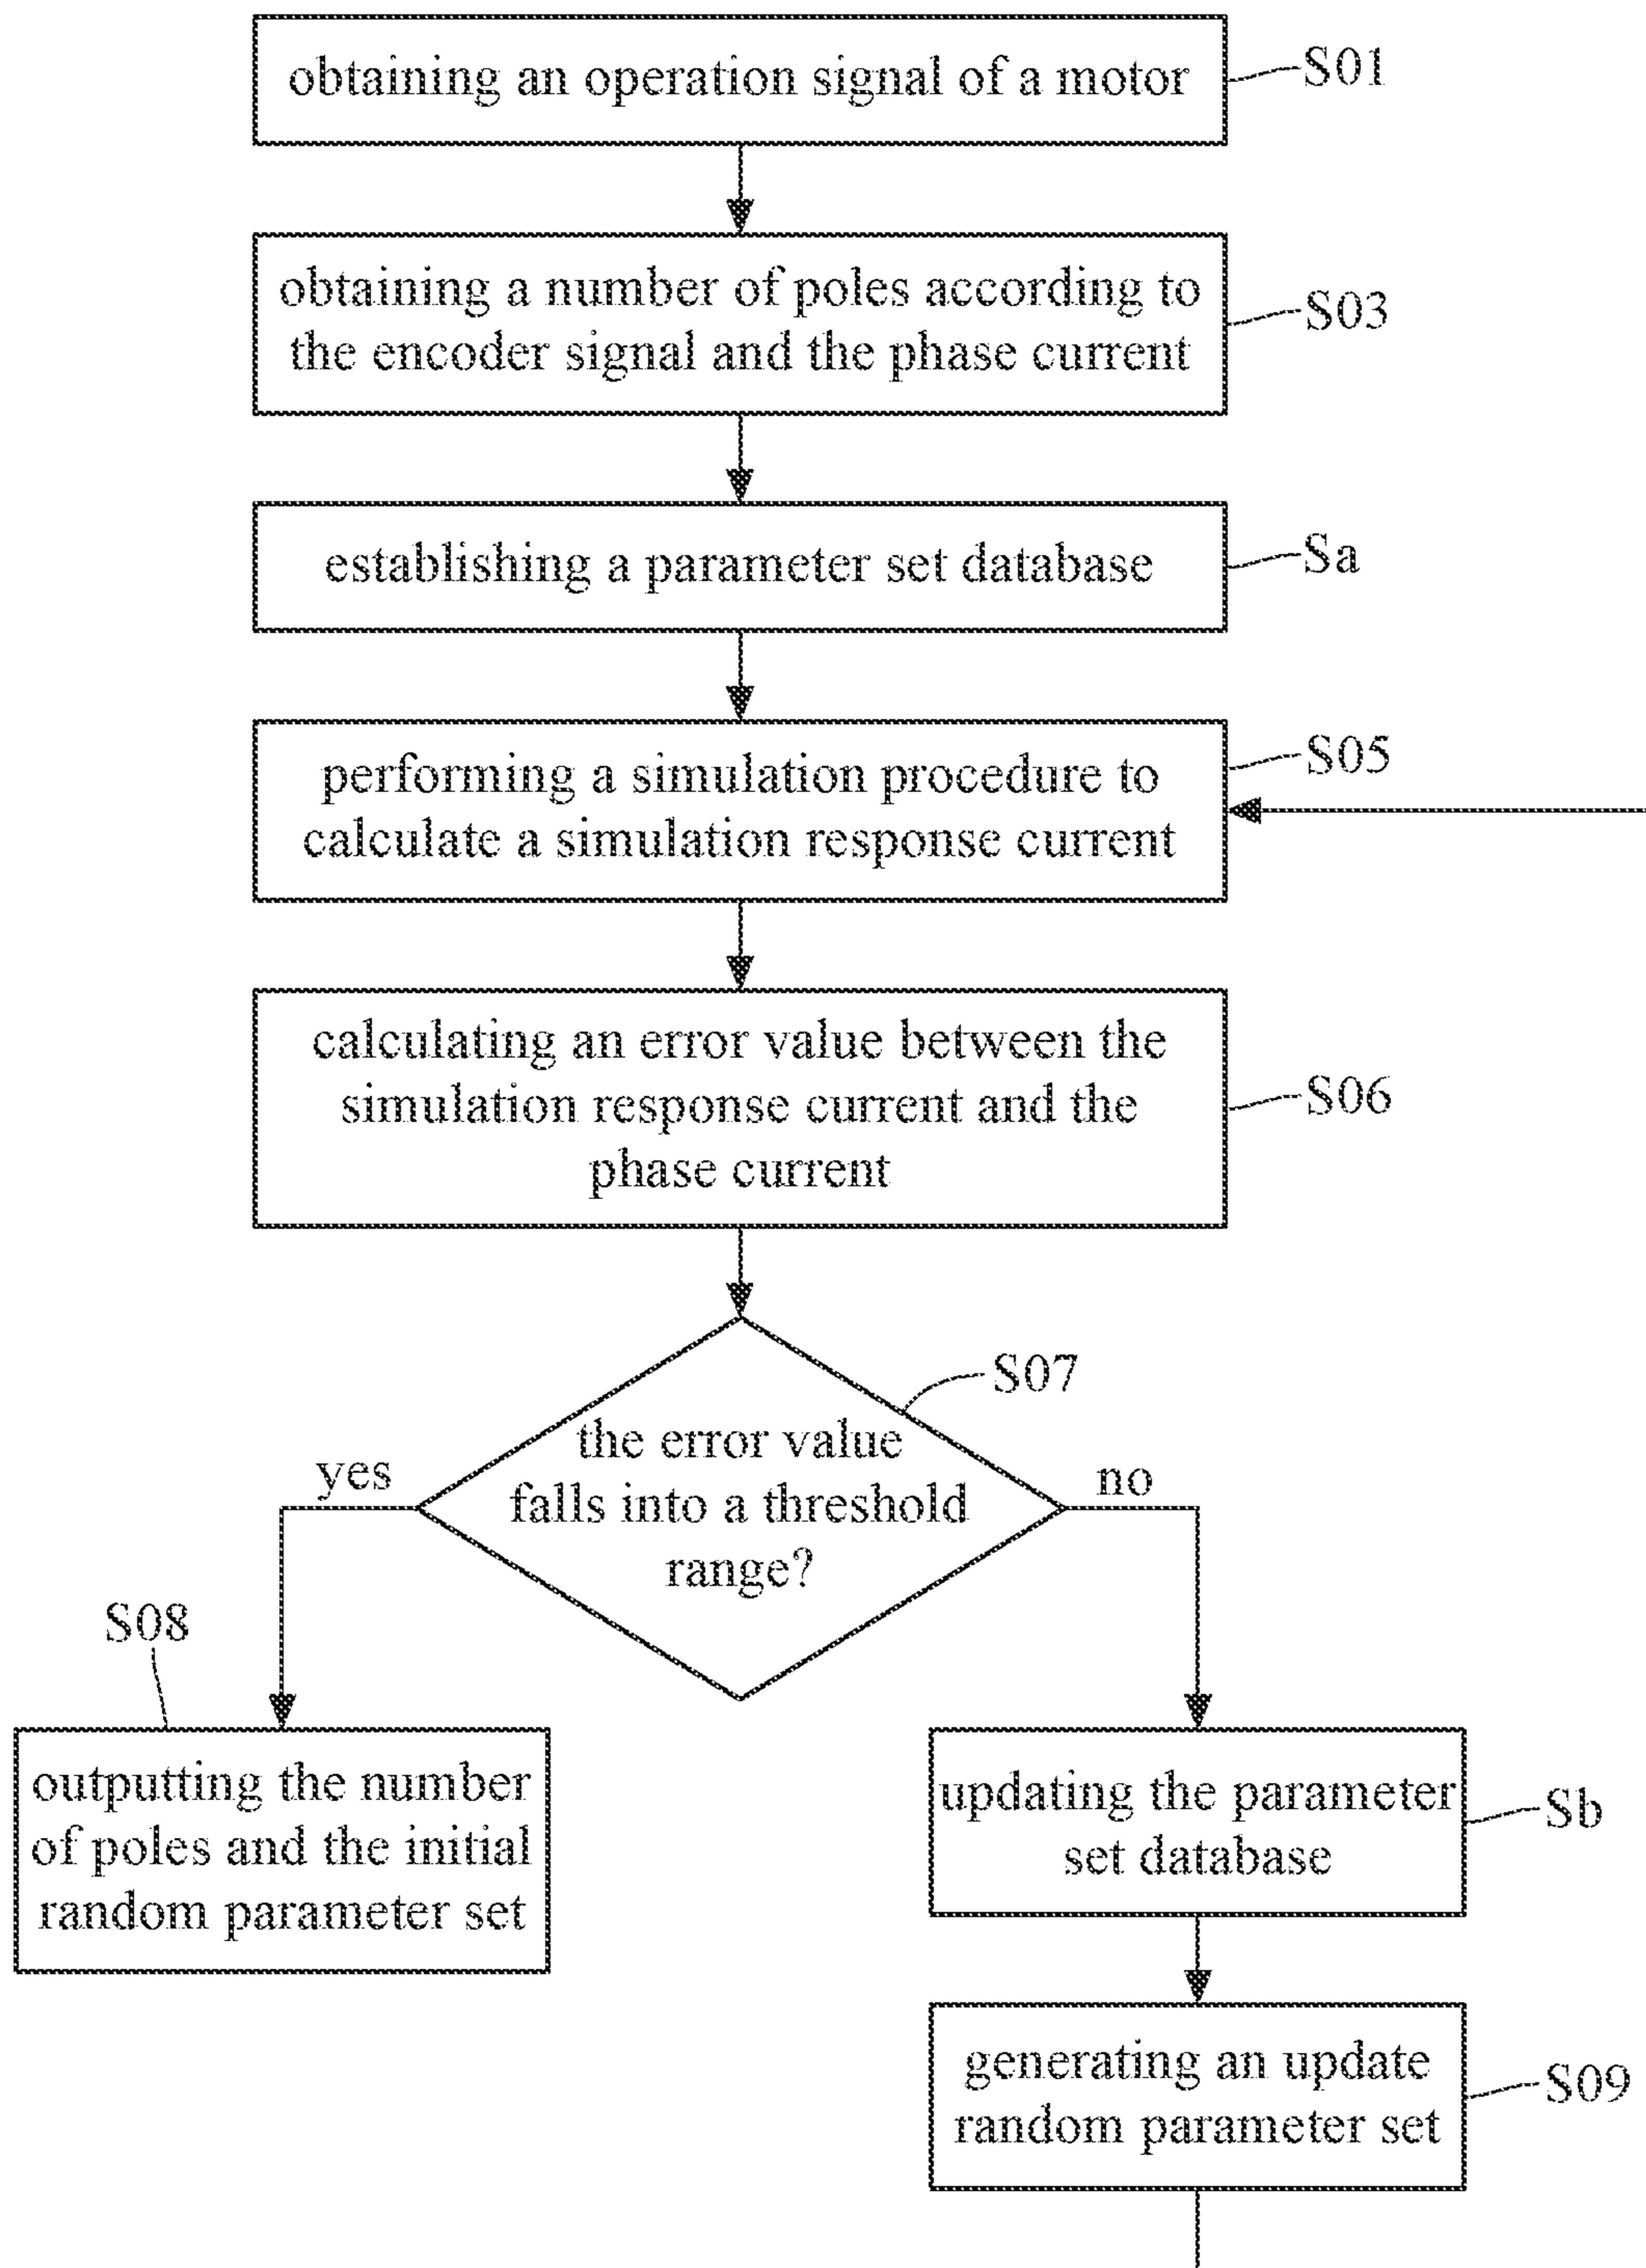 obtaining an operation signal of a motor
S01
obtaining a number of poles according to
the encoder signal and the phase current
S03
establishing a parameter set database
Sa
performing a simulation procedure to
calculate a simulation response current
S05
calculating an error value between the
simulation response current and the
phase current
S06
the error value
falls into a threshold
range?
S07
yes
no
S08
outputting the number
of poles and the initial
random parameter set
updating the parameter
set database
Sb
generating an update
random parameter set
S09